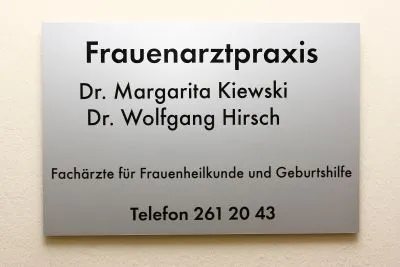 Frauenarztpraxis
Dr. Margarita Kiewski
Dr. Wolfgang Hirsch
Fachärzte für Frauenheilkunde und Geburtshilfe
Telefon 261 20 43